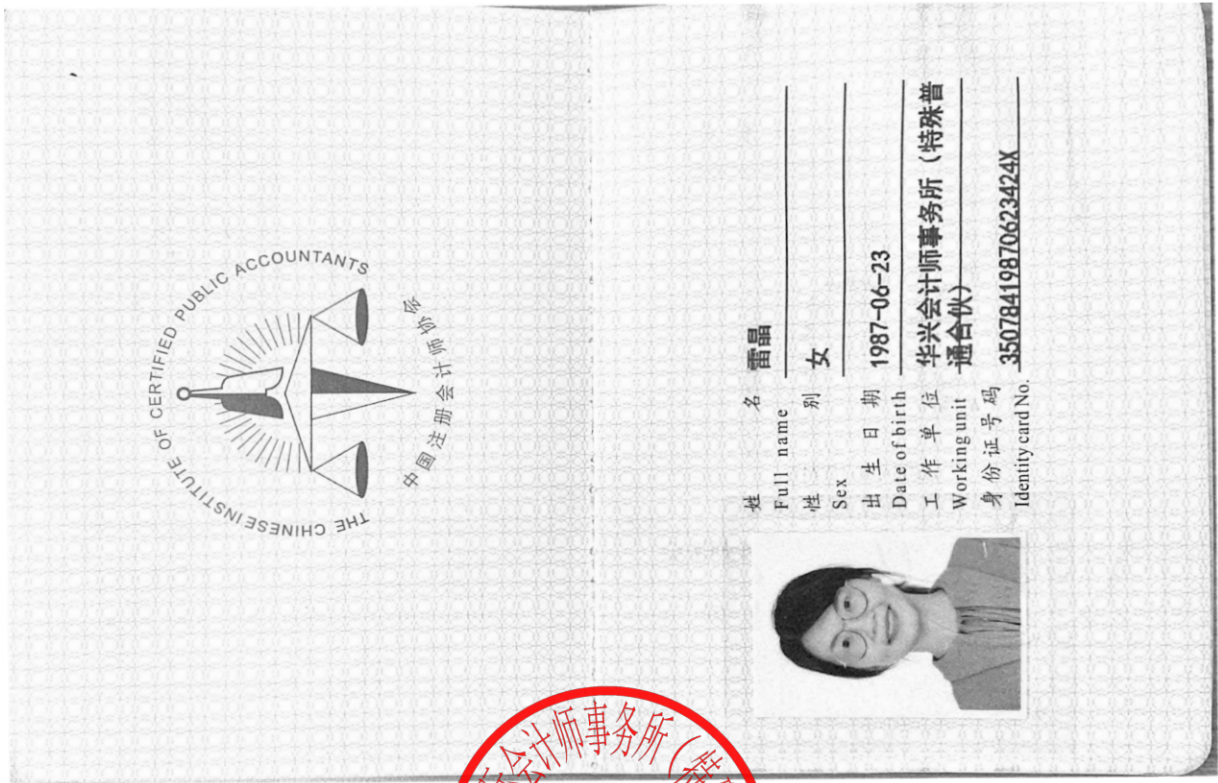 THE CHINESE INSTITUTE OF CERTIFIED PUBLIC ACCOUNTANTS
中国注册会计师协会
姓 名 雷晶
Full name
性 别 女
Sex
出 生 日 期 1987-06-23
Date of birth
工 作 单 位 华兴会计师事务所（特殊普
Working unit 通合伙）
身 份 证 号 码 35078419870623424X
Identity card No.
会计师事务所（特